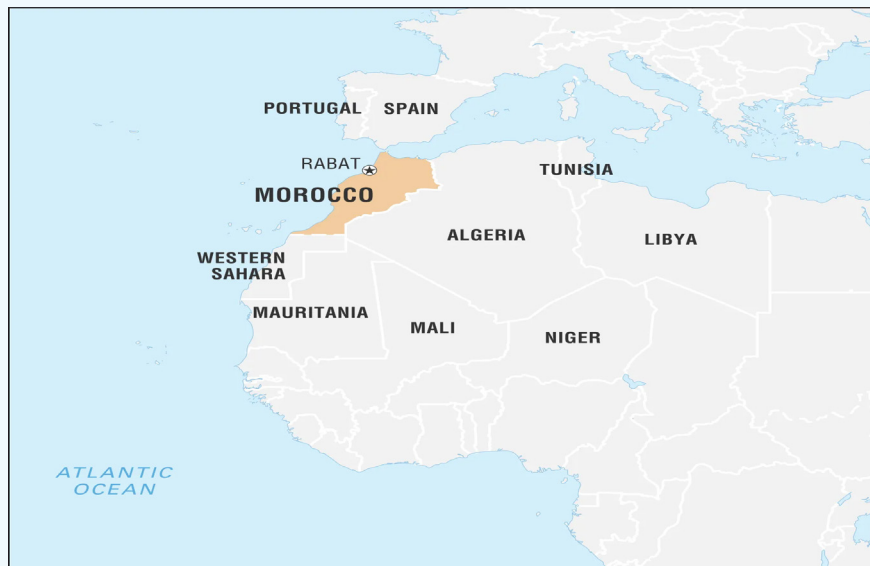 PORTUGAL SPAIN
RABAT
TUNISIA
MOROCCO
ALGERIA
LIBYA
WESTERN
SAHARA
MAURITANIA
MALI
NIGER
ATLANTIC
OCEAN